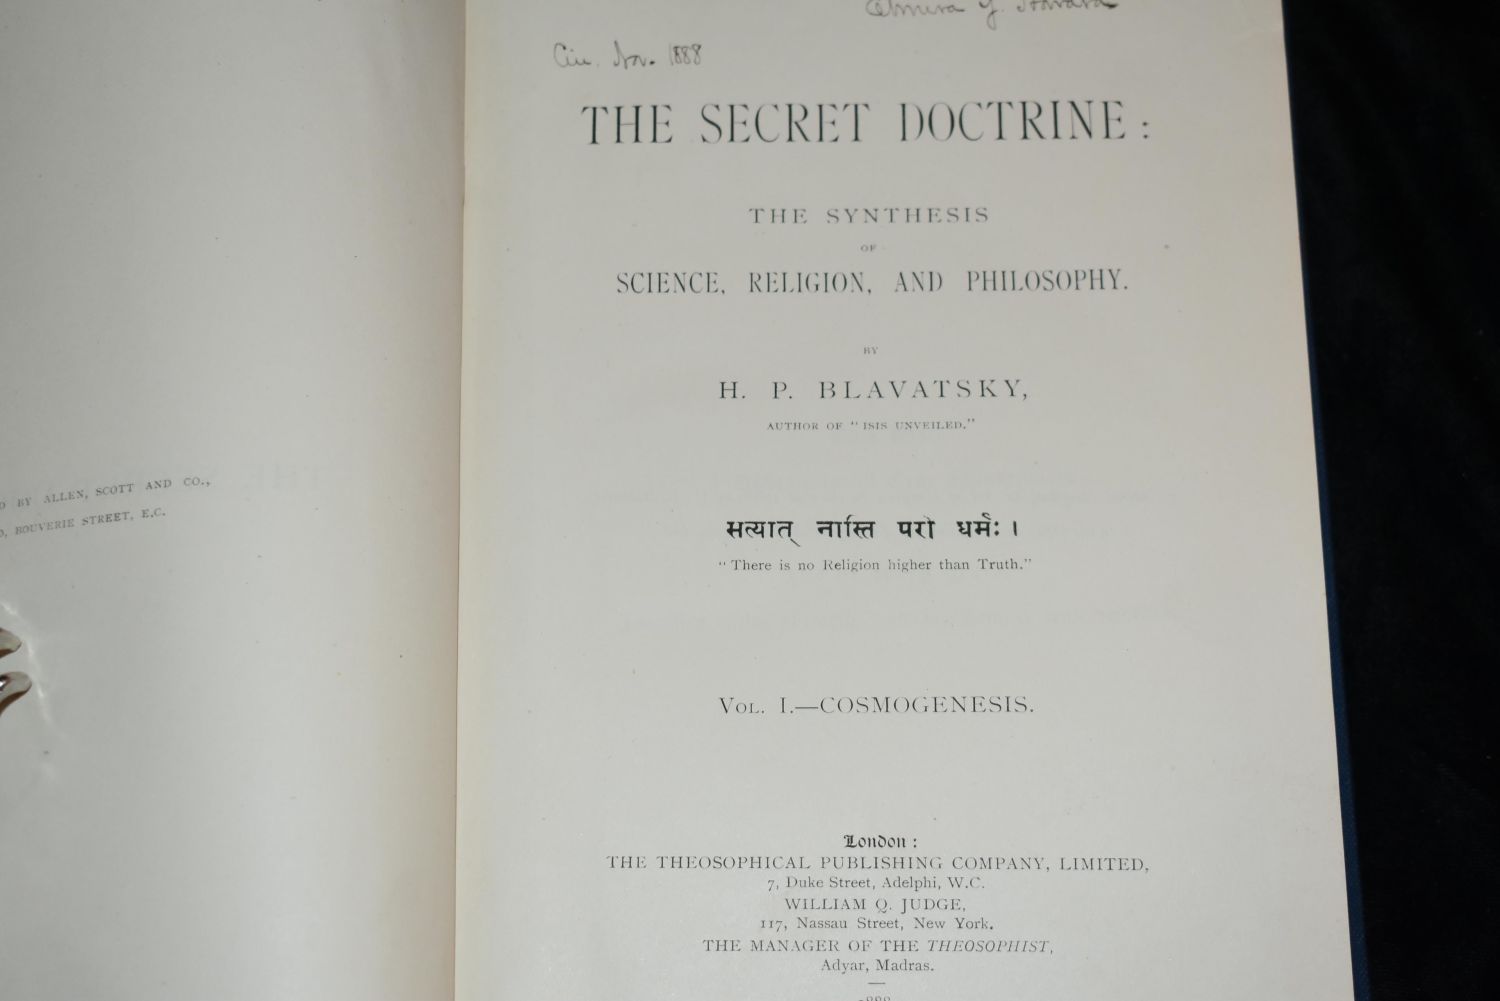 BY ALLEN, SCOTT AND CO.,
BOUVERIE STREET, E.C.
Nov. 1888
THE SECRET DOCTRINE:
THE SYNTHESIS
OF
SCIENCE, RELIGION, AND PHILOSOPHY.
BY
H. P. BLAVATSKY,
AUTHOR OF "ISIS UNVEILED."
सत्यात् नास्ति परो धर्मः ।
"There is no Religion higher than Truth."
VOL. I.—COSMOGENESIS.
London:
THE THEOSOPHICAL PUBLISHING COMPANY, LIMITED,
7, Duke Street, Adelphi, W.C.
WILLIAM Q. JUDGE,
117, Nassau Street, New York.
THE MANAGER OF THE THEOSOPHIST,
Adyar, Madras.